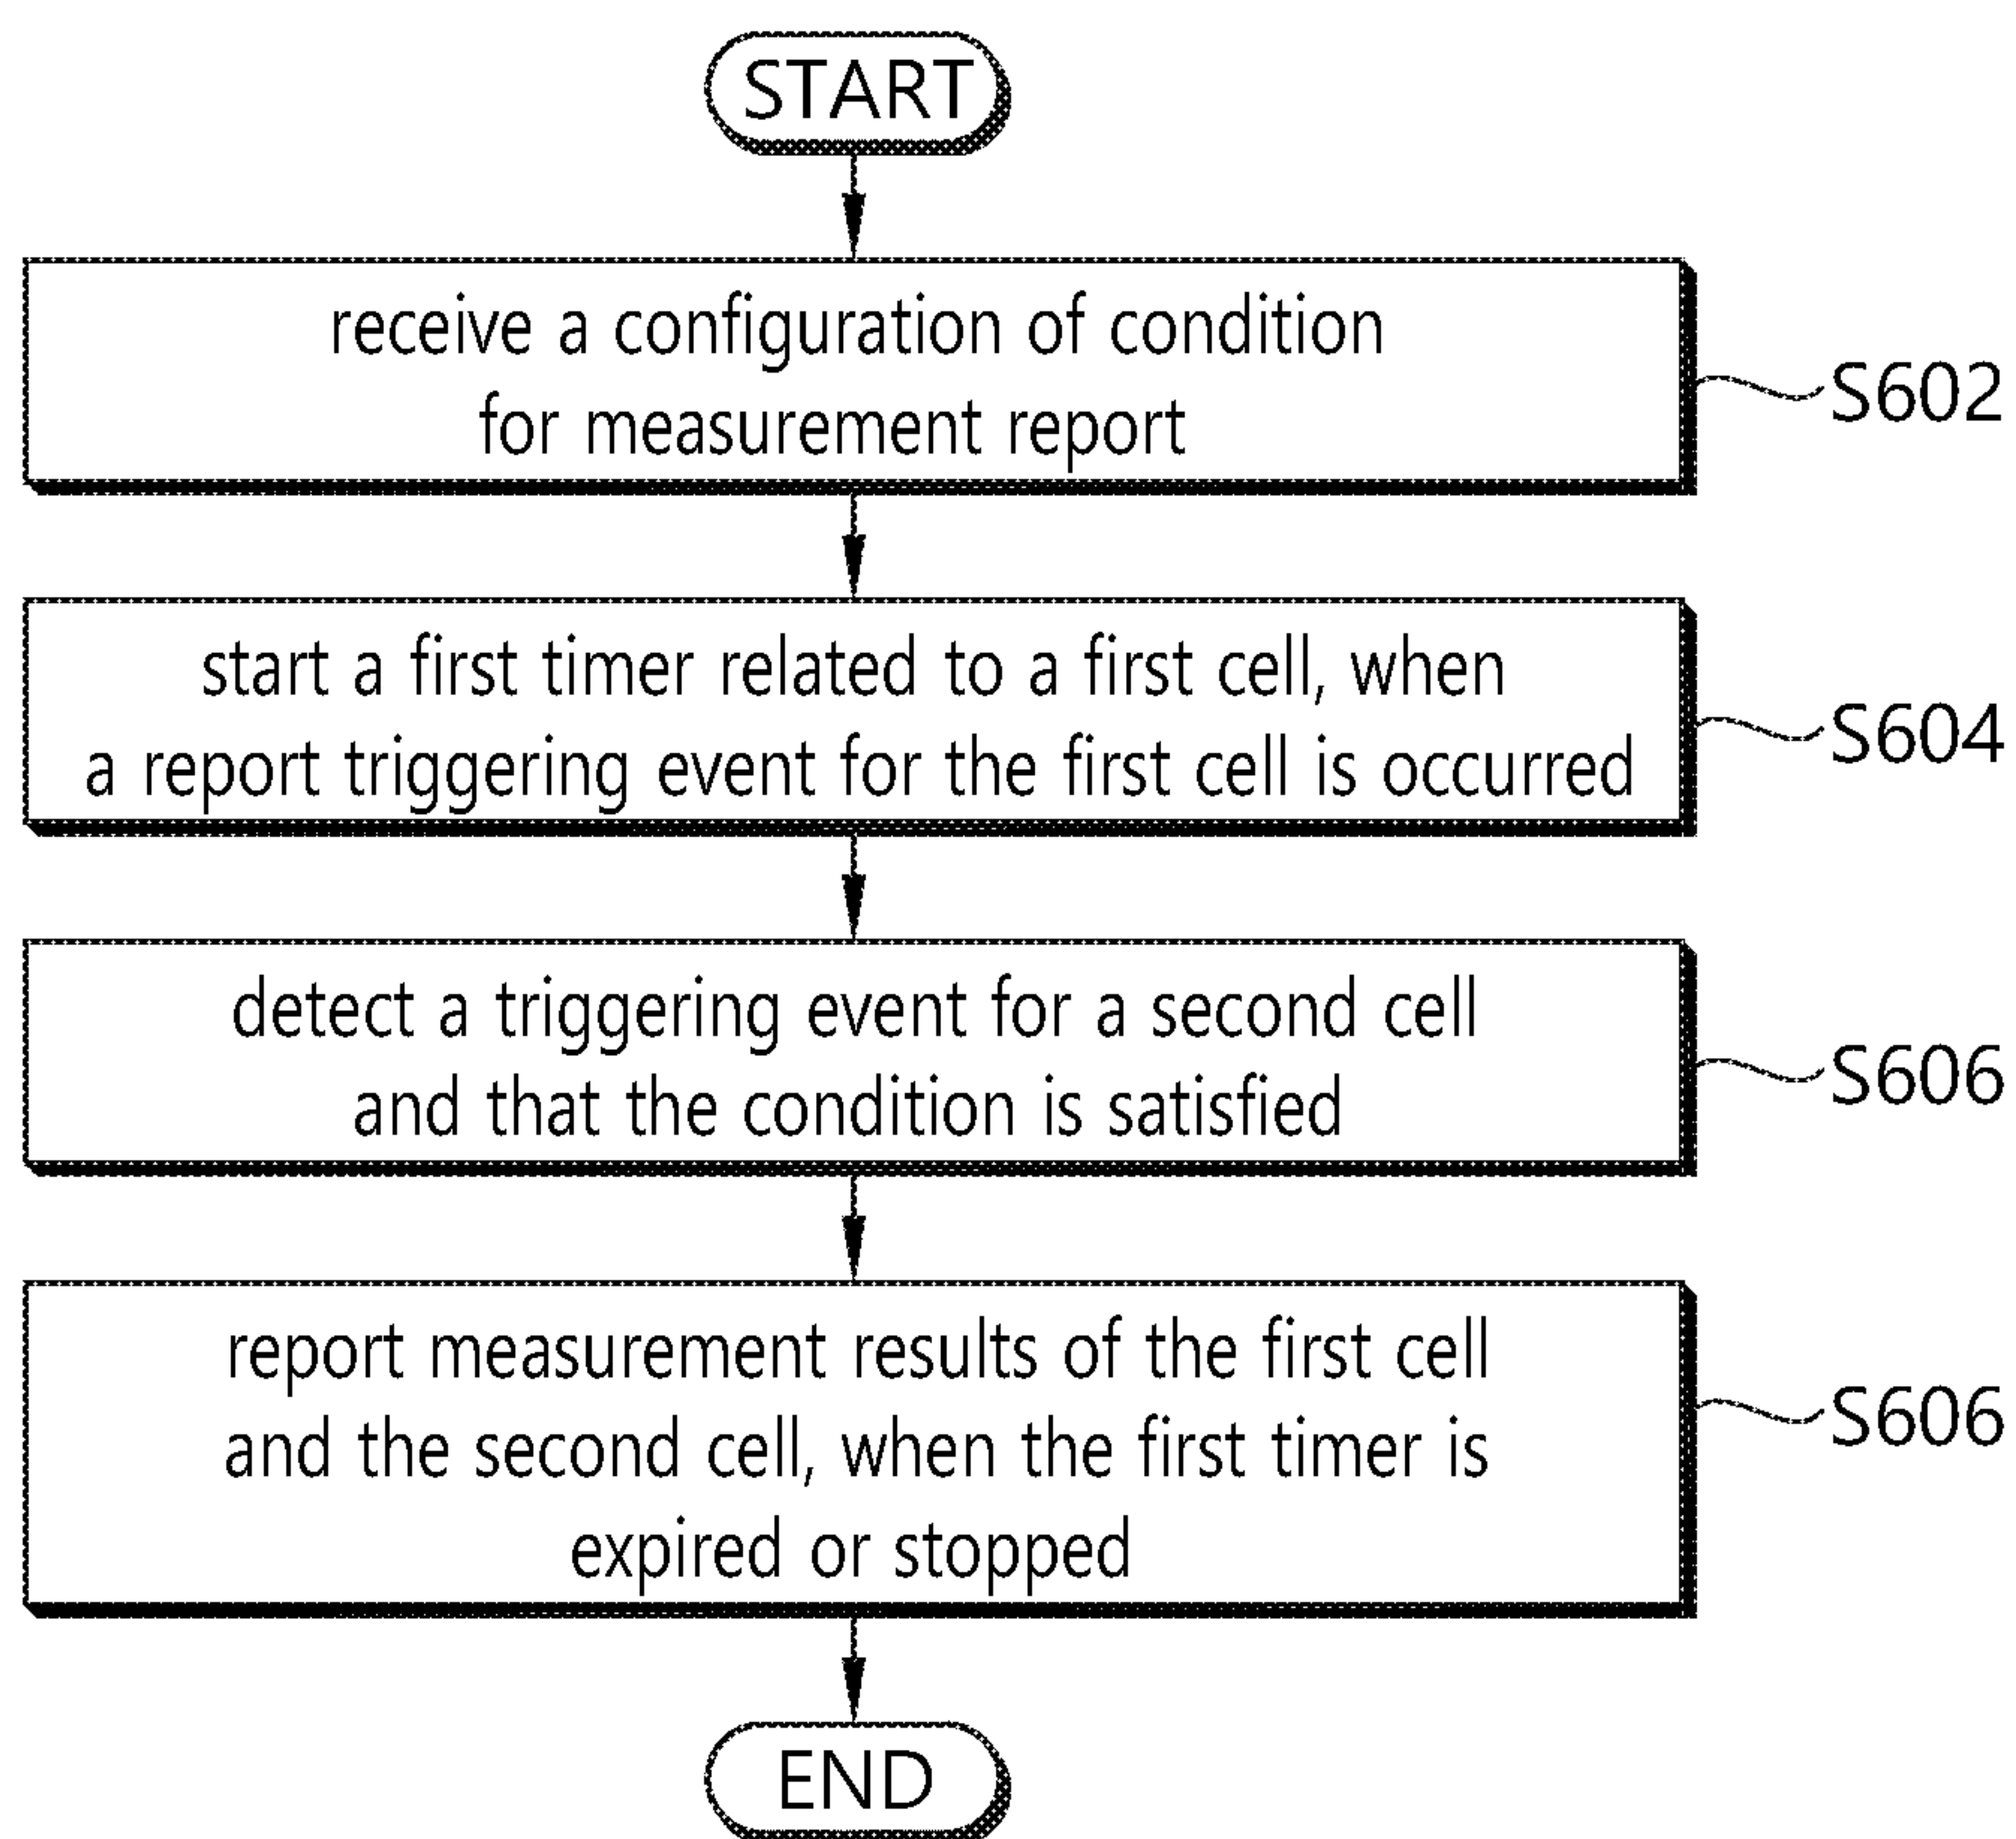 START
receive a configuration of condition
for measurement report
S602
start a first timer related to a first cell, when
a report triggering event for the first cell is occurred
S604
detect a triggering event for a second cell
and that the condition is satisfied
S606
report measurement results of the first cell
and the second cell, when the first timer is
expired or stopped
S606
END